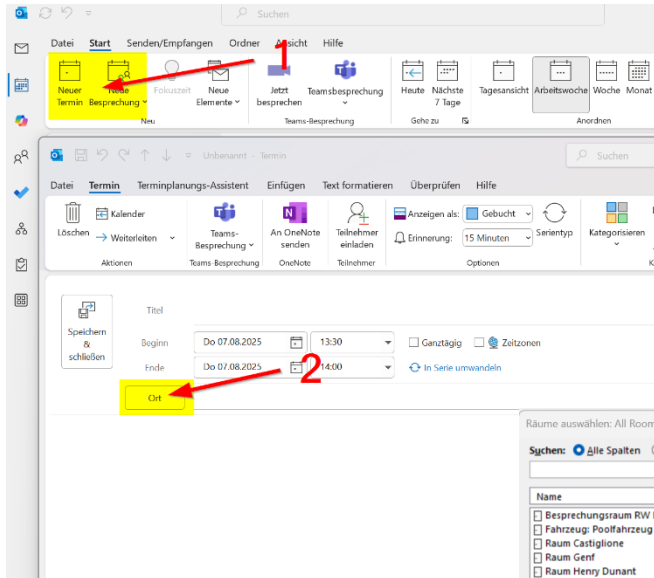 Suchen
Datei Start Senden/Empfangen Ordner Ansicht Hilfe
1
Neuer Termin
Neue Besprechung
Fokuszeit
Neue Elemente
Jetzt besprechen
Teamsbesprechung
Heute
Nächste 7 Tage
Tagesansicht
Arbeitswoche
Woche
Monat
Neu Teams-Besprechung Gehe zu Anordnen
Unbenannt - Termin
Suchen
Datei Termin Terminplanungs-Assistent Einfügen Text formatieren Überprüfen Hilfe
Löschen
Kalender
Weiterleiten
Teams-Besprechung
An OneNote senden
Teilnehmer einladen
Anzeigen als: Gebucht
Erinnerung: 15 Minuten
Serientyp
Kategorisieren
Aktionen Teams-Besprechung OneNote Teilnehmer Optionen
Speichern & schließen
Titel
Beginn Do 07.08.2025 13:30 Ganztägig Zeitzonen
Ende Do 07.08.2025 14:00 In Serie umwandeln
2
Ort
Räume auswählen: All Room
Suchen: Alle Spalten
Name
Besprechungsraum RW
Fahrzeug: Poolfahrzeug
Raum Castiglione
Raum Genf
Raum Henry Dunant